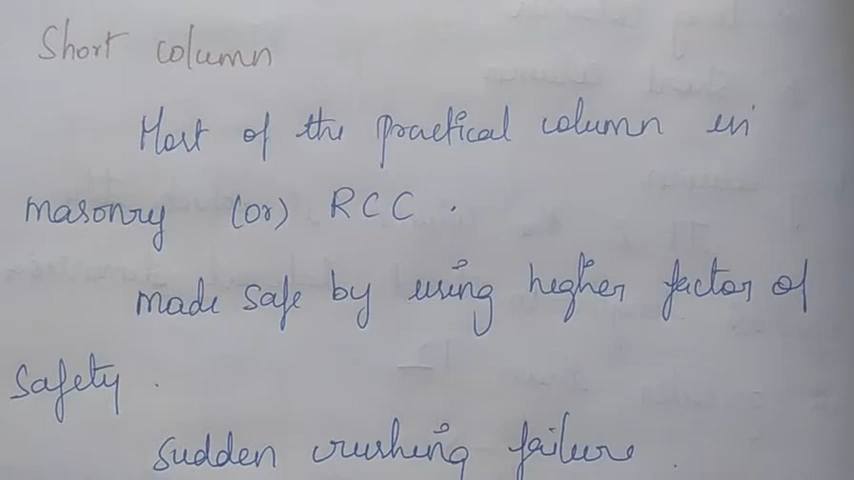 Short column
Most of the practical column in
masonry (or) RCC.
made safe by using higher factor of
safety.
sudden crushing failure.